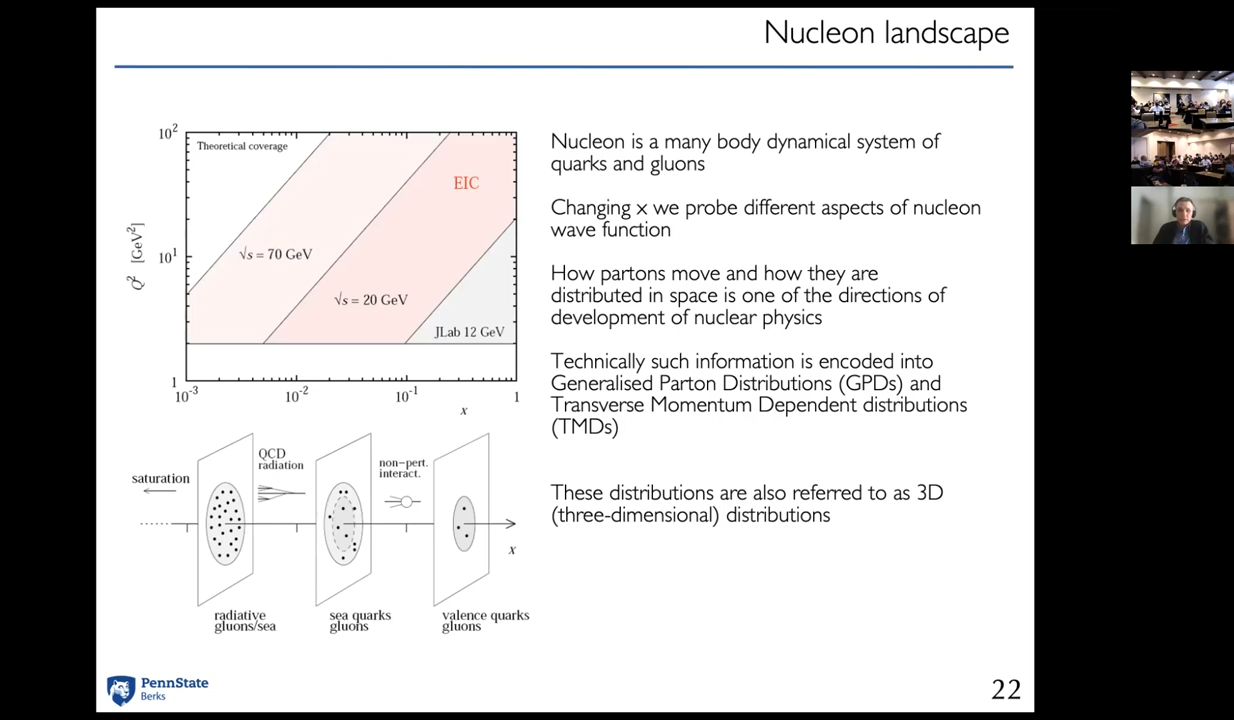 Nucleon landscape
10²
Theoretical coverage
EIC
Q² [GeV²]
10¹
√s = 70 GeV
√s = 20 GeV
JLab 12 GeV
1
10⁻³
10⁻²
10⁻¹
1
x
Nucleon is a many body dynamical system of
quarks and gluons
Changing x we probe different aspects of nucleon
wave function
How partons move and how they are
distributed in space is one of the directions of
development of nuclear physics
Technically such information is encoded into
Generalised Parton Distributions (GPDs) and
Transverse Momentum Dependent distributions
(TMDs)
These distributions are also referred to as 3D
(three-dimensional) distributions
saturation
QCD
radiation
non-pert.
interact.
x
radiative
gluons/sea
sea quarks
gluons
valence quarks
gluons
PennState
Berks
22